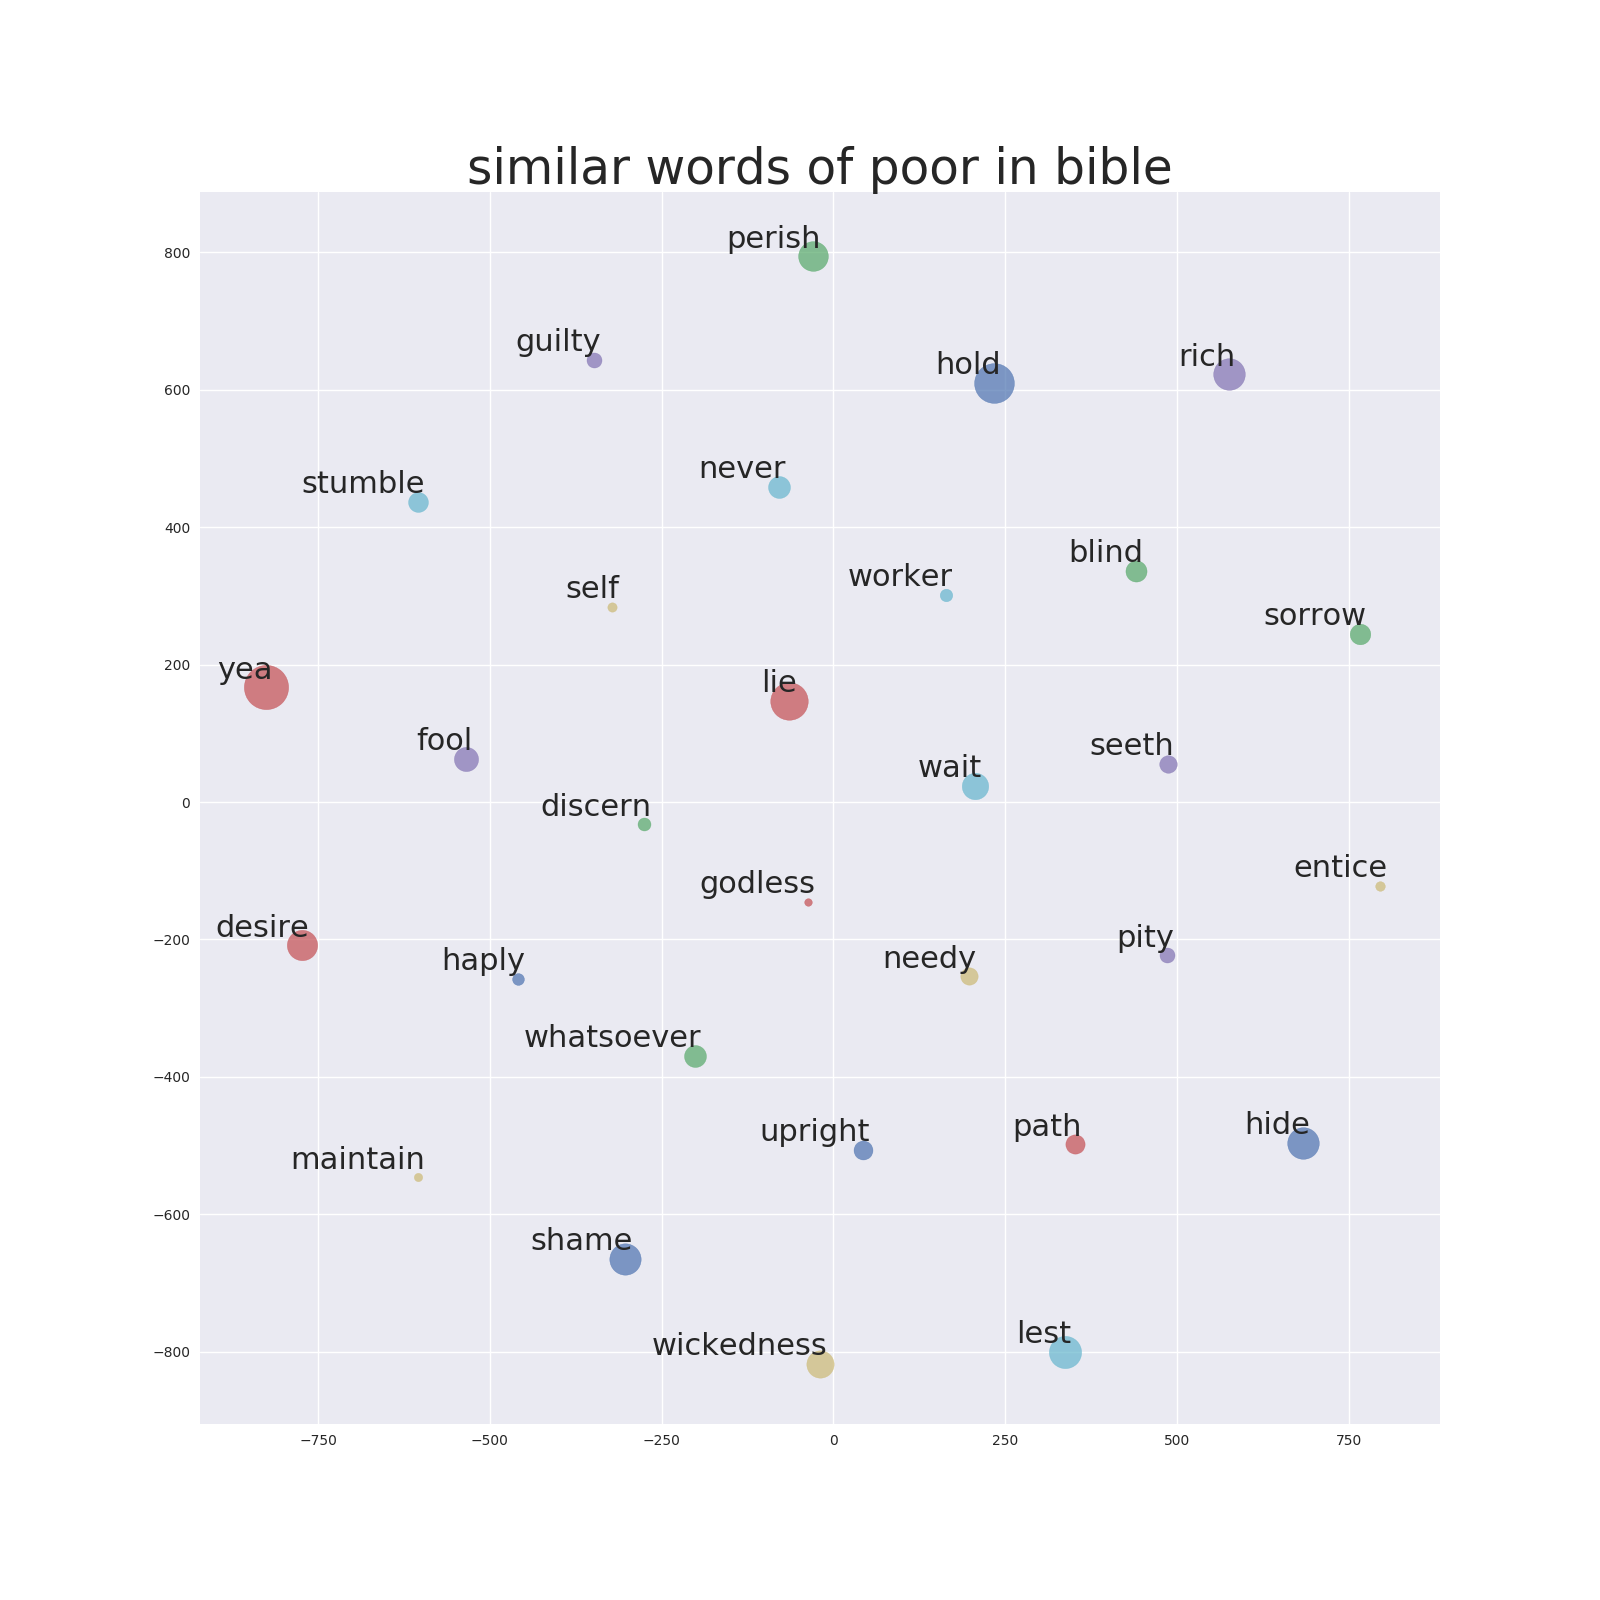 similar words of poor in bible
perish
800
guilty
hold
rich
600
never
stumble
400
blind
worker
self
sorrow
200
yea
lie
fool
seeth
wait
discern
0
entice
godless
desire
pity
−200
needy
haply
whatsoever
−400
hide
path
upright
maintain
−600
shame
lest
wickedness
−800
−750
−500
−250
0
250
500
750